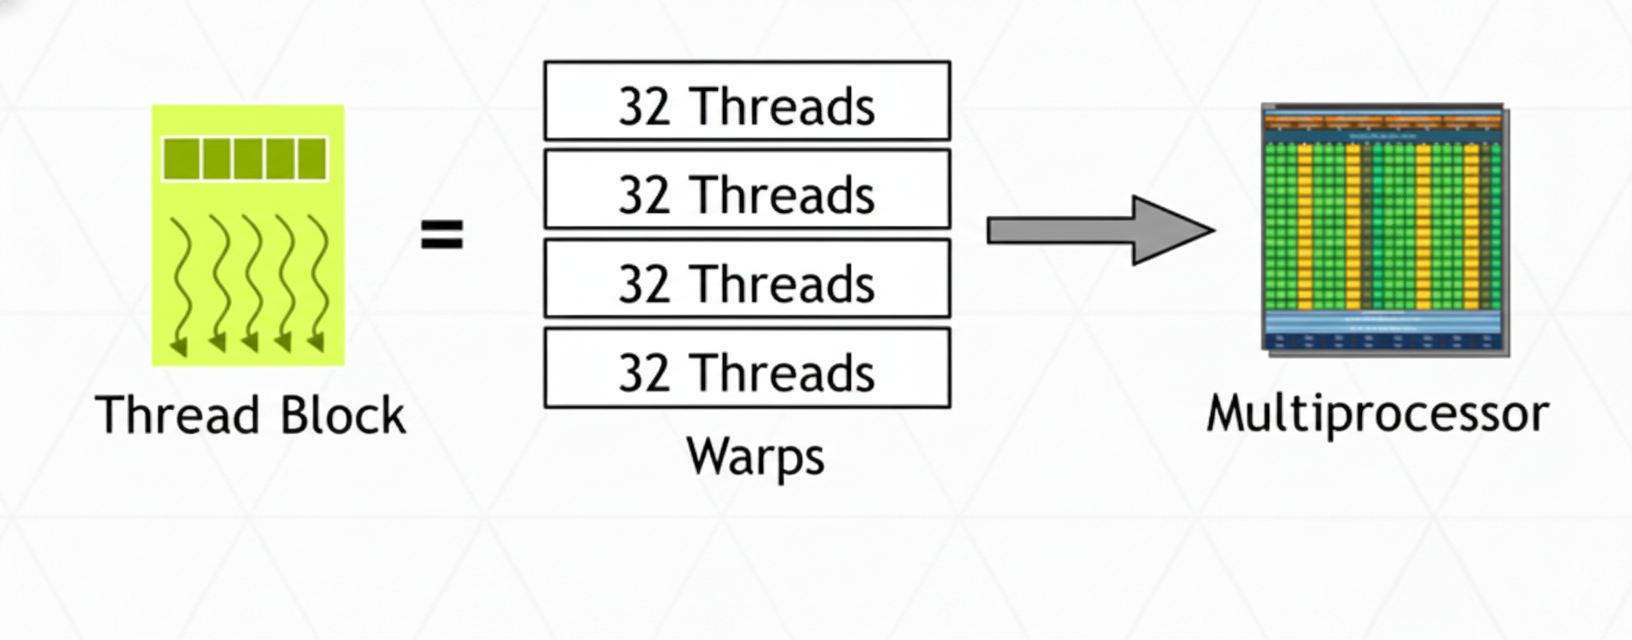 32 Threads
32 Threads
32 Threads
32 Threads
Thread Block
=
Warps
Multiprocessor